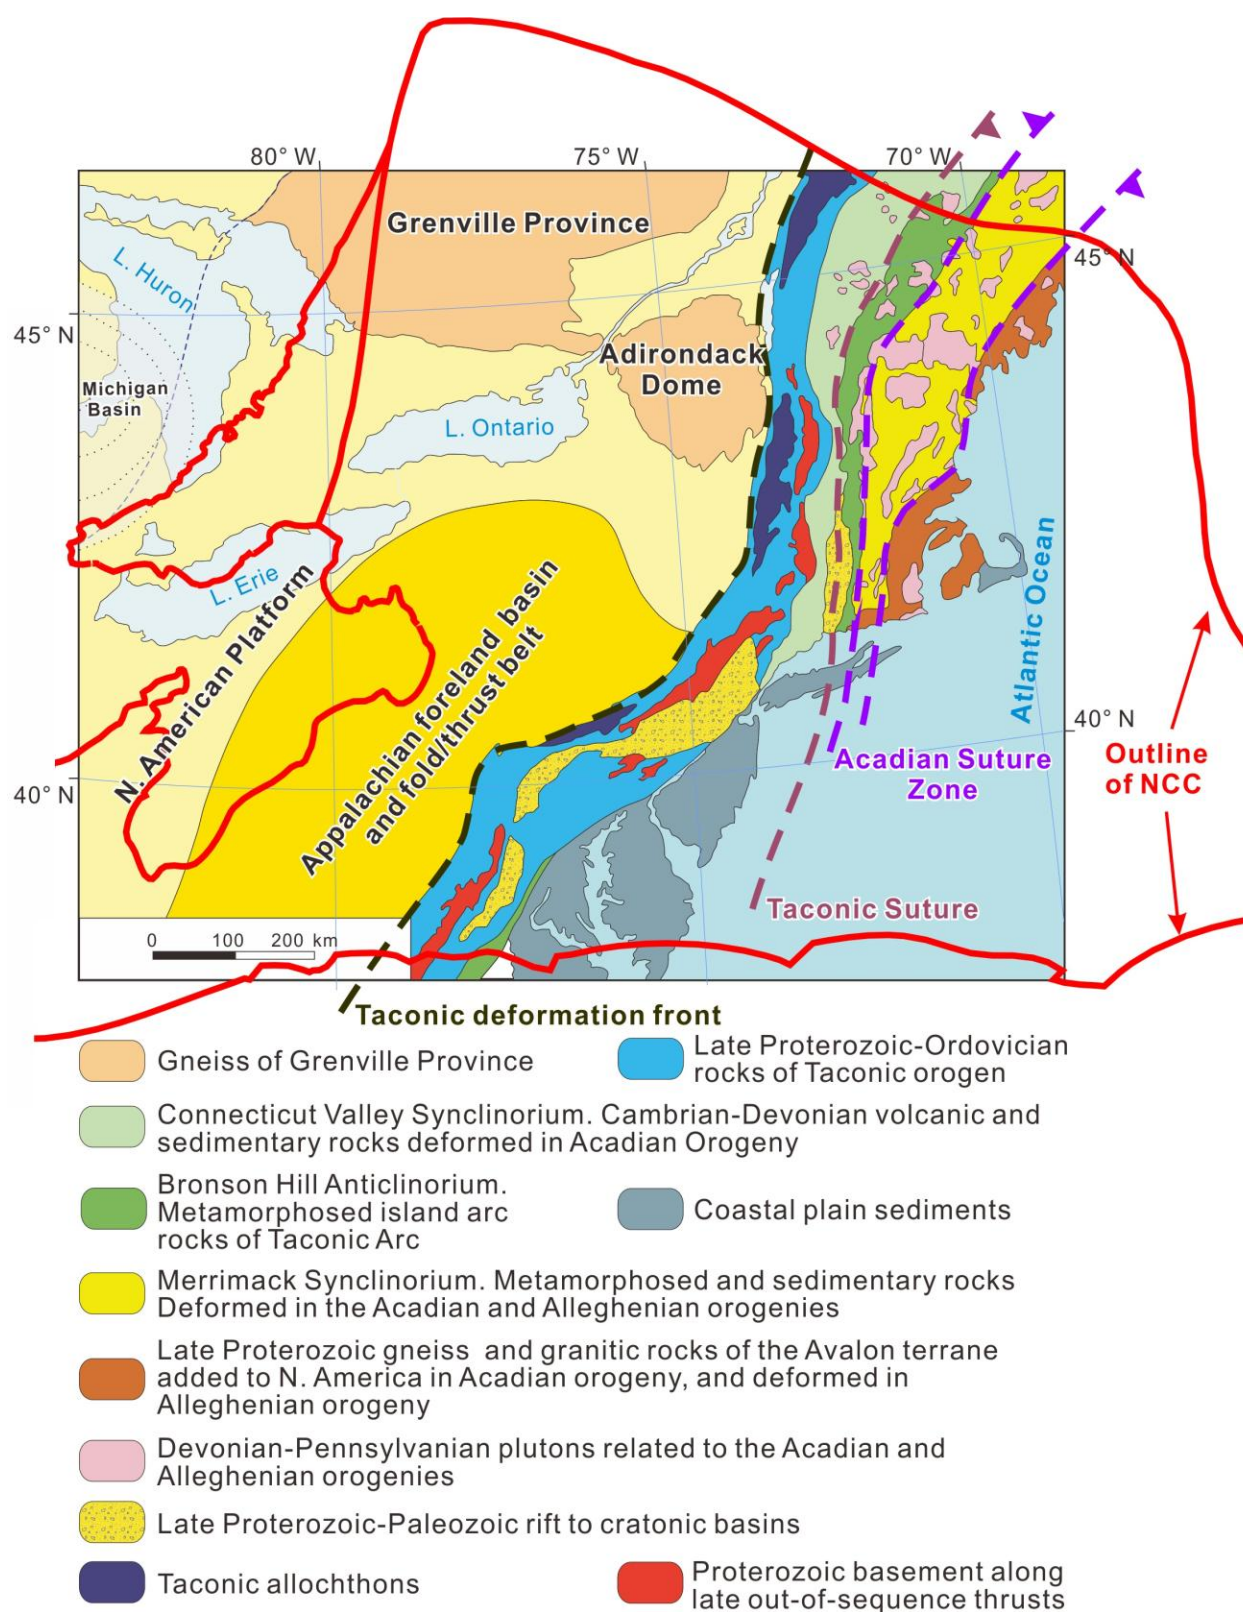 80° W
75° W
70° W
Grenville Province
45° N
L. Huron
45° N
Adirondack
Dome
Michigan
Basin
L. Ontario
L. Erie
N. American Platform
Appalachian foreland basin
and fold/thrust belt
Atlantic Ocean
40° N
Acadian Suture
Zone
Outline
of NCC
40° N
Taconic Suture
0 100 200 km
Taconic deformation front
Gneiss of Grenville Province
Late Proterozoic-Ordovician
rocks of Taconic orogen
Connecticut Valley Synclinorium. Cambrian-Devonian volcanic and
sedimentary rocks deformed in Acadian Orogeny
Bronson Hill Anticlinorium.
Metamorphosed island arc
rocks of Taconic Arc
Coastal plain sediments
Merrimack Synclinorium. Metamorphosed and sedimentary rocks
Deformed in the Acadian and Alleghenian orogenies
Late Proterozoic gneiss and granitic rocks of the Avalon terrane
added to N. America in Acadian orogeny, and deformed in
Alleghenian orogeny
Devonian-Pennsylvanian plutons related to the Acadian and
Alleghenian orogenies
Late Proterozoic-Paleozoic rift to cratonic basins
Taconic allochthons
Proterozoic basement along
late out-of-sequence thrusts